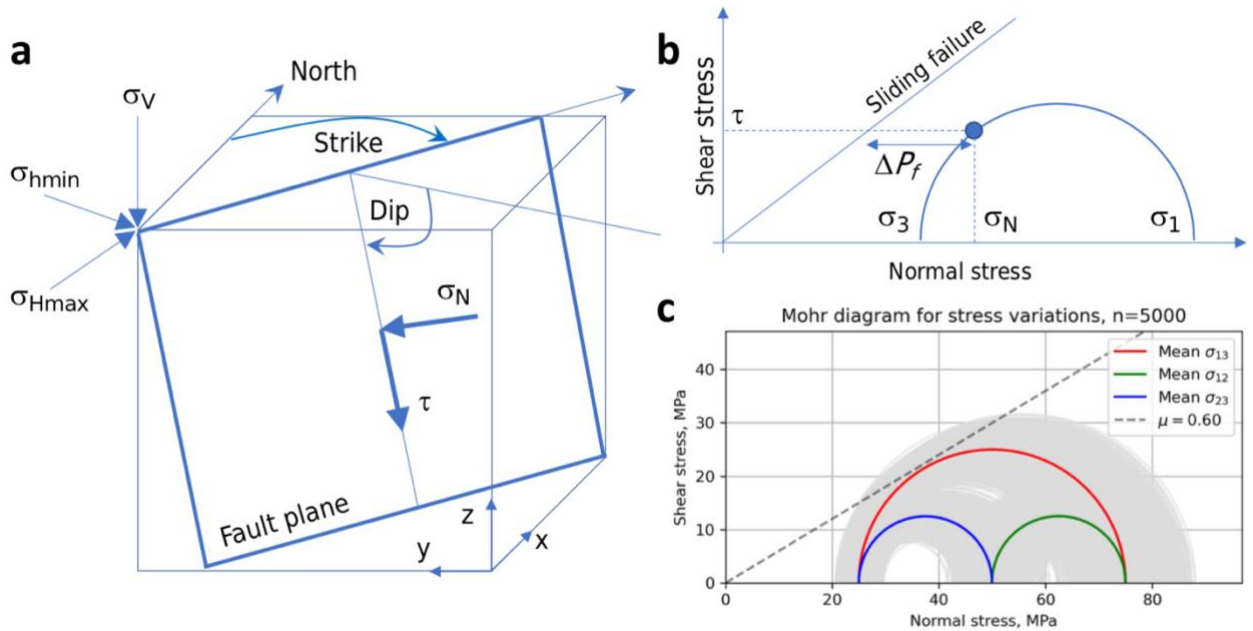 a
North
σV
Strike
σhmin
Dip
σHmax
σN
τ
Fault plane
z
x
y
b
Sliding failure
Shear stress
τ
ΔPf
σ3
σN
σ1
Normal stress
c
Mohr diagram for stress variations, n=5000
Mean σ13
Mean σ12
Mean σ23
μ = 0.60
Shear stress, MPa
40
30
20
10
0
0 20 40 60 80
Normal stress, MPa